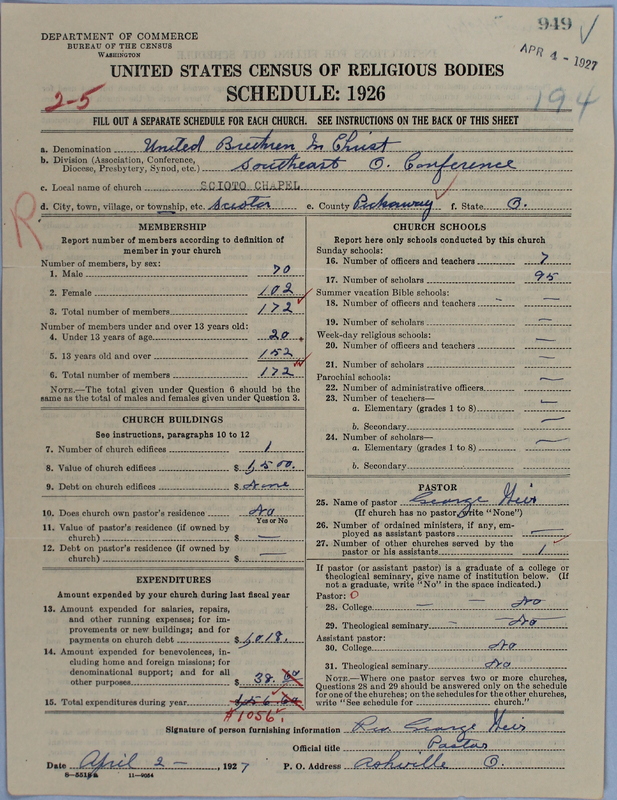 949 ✓
DEPARTMENT OF COMMERCE
BUREAU OF THE CENSUS
WASHINGTON
APR 4 - 1927
UNITED STATES CENSUS OF RELIGIOUS BODIES
SCHEDULE: 1926
2-5
194
FILL OUT A SEPARATE SCHEDULE FOR EACH CHURCH. SEE INSTRUCTIONS ON THE BACK OF THIS SHEET
a. Denomination United Brethren In Christ
b. Division (Association, Conference,
Diocese, Presbytery, Synod, etc.) Southeast O. Conference
c. Local name of church SCIOTO CHAPEL
d. City, town, village, or township, etc. Scioto e. County Pickaway f. State O.
R
MEMBERSHIP
Report number of members according to definition of
member in your church
Number of members, by sex:
1. Male 70
2. Female 102
3. Total number of members 172
Number of members under and over 13 years old:
4. Under 13 years of age 20
5. 13 years old and over 152
6. Total number of members 172
NOTE.—The total given under Question 6 should be the
same as the total of males and females given under Question 3.
CHURCH BUILDINGS
See instructions, paragraphs 10 to 12
7. Number of church edifices 1
8. Value of church edifices $ 1,500.
9. Debt on church edifices $ None
10. Does church own pastor's residence No
Yes or No
11. Value of pastor's residence (if owned by
church) $ —
12. Debt on pastor's residence (if owned by
church) $ —
EXPENDITURES
Amount expended by your church during last fiscal year
13. Amount expended for salaries, repairs,
and other running expenses; for im-
provements or new buildings; and for
payments on church debt $ 1,018.
14. Amount expended for benevolences, in-
cluding home and foreign missions; for
denominational support; and for all
other purposes $ 38.60
15. Total expenditures during year 1056.60
$1056.
CHURCH SCHOOLS
Report here only schools conducted by this church
Sunday schools:
16. Number of officers and teachers 7
17. Number of scholars 95
Summer vacation Bible schools:
18. Number of officers and teachers - —
19. Number of scholars —
Week-day religious schools:
20. Number of officers and teachers —
21. Number of scholars —
Parochial schools:
22. Number of administrative officers —
23. Number of teachers—
a. Elementary (grades 1 to 8) —
b. Secondary —
24. Number of scholars—
a. Elementary (grades 1 to 8) —
b. Secondary
PASTOR
25. Name of pastor George Weir
(If church has no pastor, write "None")
26. Number of ordained ministers, if any, em-
ployed as assistant pastors —
27. Number of other churches served by the
pastor or his assistants 1
If pastor (or assistant pastor) is a graduate of a college or
theological seminary, give name of institution below. (If
not a graduate, write "No" in the space indicated.)
Pastor: 0
28. College — — No
29. Theological seminary - No
Assistant pastor:
30. College No
31. Theological seminary No
NOTE.—Where one pastor serves two or more churches,
Questions 28 and 29 should be answered only on the schedule
for one of the churches; on the schedules for the other churches,
write "See schedule for ........ church."
Signature of person furnishing information Rev George Weir
Official title Pastor
Date April 2 —, 1927 P. O. Address Ashville O.
11—9054